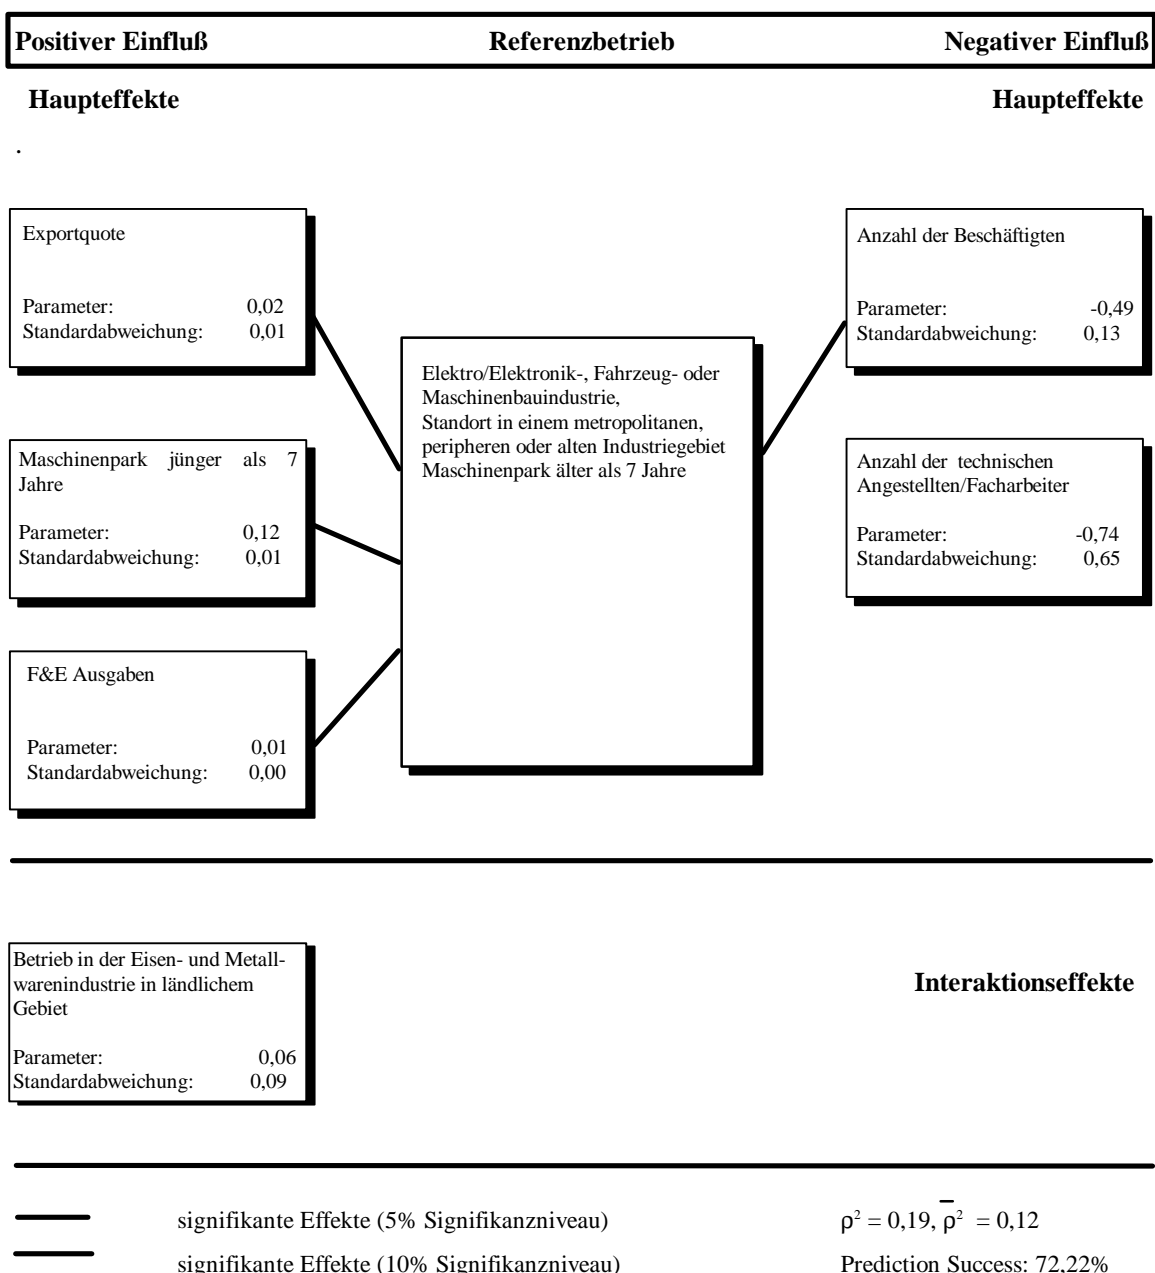 Positiver Einfluß Referenzbetrieb Negativer Einfluß
Haupteffekte Haupteffekte
.
Exportquote
Parameter: 0,02
Standardabweichung: 0,01
Maschinenpark jünger als 7
Jahre
Parameter: 0,12
Standardabweichung: 0,01
F&E Ausgaben
Parameter: 0,01
Standardabweichung: 0,00
Elektro/Elektronik-, Fahrzeug- oder
Maschinenbauindustrie,
Standort in einem metropolitanen,
peripheren oder alten Industriegebiet
Maschinenpark älter als 7 Jahre
Anzahl der Beschäftigten
Parameter: -0,49
Standardabweichung: 0,13
Anzahl der technischen
Angestellten/Facharbeiter
Parameter: -0,74
Standardabweichung: 0,65
Betrieb in der Eisen- und Metall-
warenindustrie in ländlichem
Gebiet
Parameter: 0,06
Standardabweichung: 0,09
Interaktionseffekte
signifikante Effekte (5% Signifikanzniveau) ρ² = 0,19, ρ̄² = 0,12
signifikante Effekte (10% Signifikanzniveau) Prediction Success: 72,22%